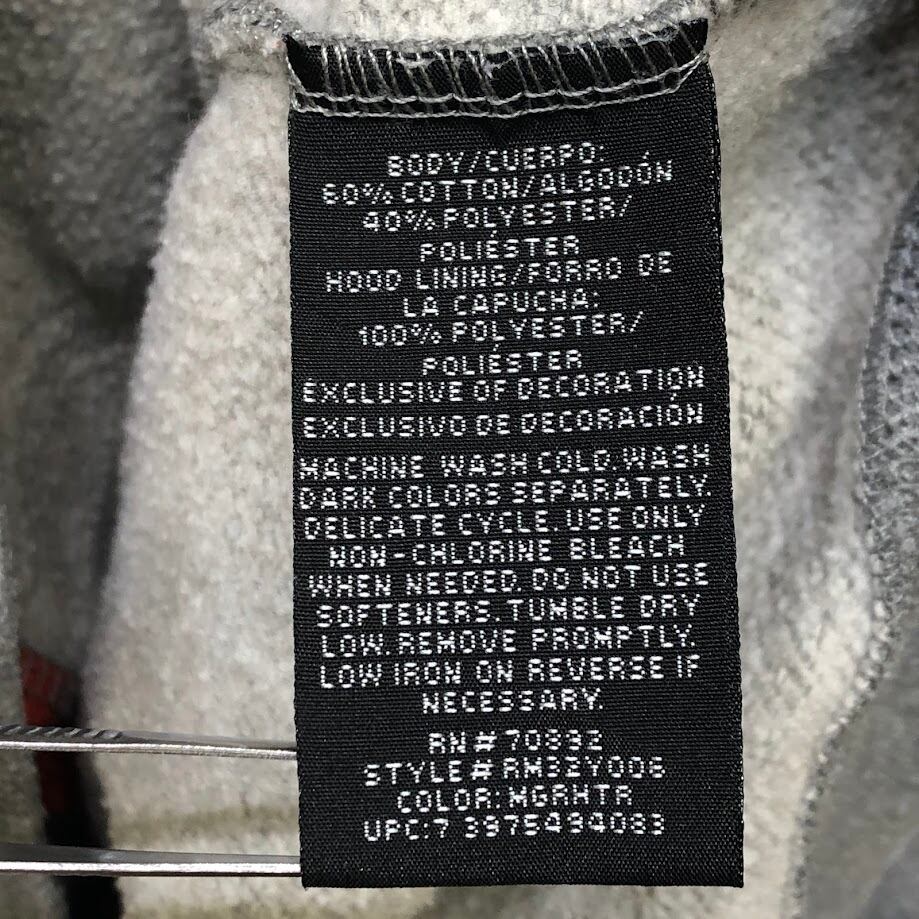 BODY/CUERPO:
60% COTTON/ALGODÓN
40% POLYESTER/
POLIÉSTER
HOOD LINING/FORRO DE
LA CAPUCHA:
100% POLYESTER/
POLIÉSTER
EXCLUSIVE OF DECORATION
EXCLUSIVO DE DECORACIÓN
MACHINE WASH COLD. WASH
DARK COLORS SEPARATELY.
DELICATE CYCLE. USE ONLY
NON-CHLORINE BLEACH
WHEN NEEDED. DO NOT USE
SOFTENERS. TUMBLE DRY
LOW. REMOVE PROMPTLY.
LOW IRON ON REVERSE IF
NECESSARY.
RN# 70832
STYLE# RM32Y006
COLOR: MGRHTR
UPC:7 3975494083